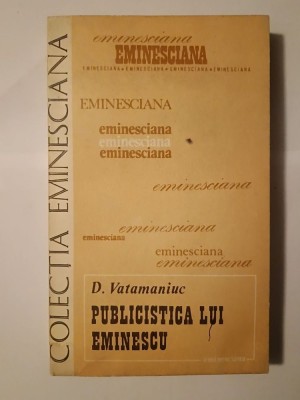 COLECȚIA EMINESCIANA
eminesciana
EMINESCIANA
EMINESCIANA EMINESCIANA EMINESCIANA EMINESCIANA
EMINESCIANA
eminesciana
eminesciana
eminesciana
eminesciana
eminesciana
eminesciana
eminesciana
eminesciana
D. Vatamaniuc
PUBLICISTICA LUI
EMINESCU